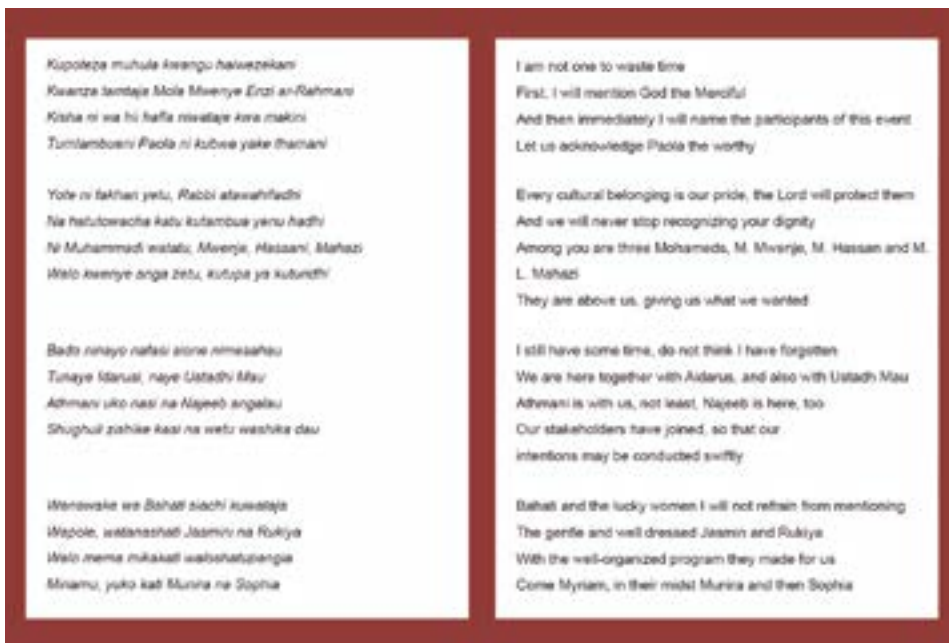 Kupoteza muhula kwangu haiwezekani
Kwanza tamtaja Mola Mwenye Enzi ar-Rahmani
Kisha ni wa hii hafla niwataje kwa makini
Tumtambueni Paola ni kubwa yake thamani
Yote ni fakhari yetu, Rabbi atawahifadhi
Na hatutowacha katu kutambua yenu hadhi
Ni Muhammadi watatu, Mwenje, Hassani, Mahazi
Walo kwenye anga zetu, kutupa ya kuturidhi
Bado ninayo nafasi sione nimesahau
Tunaye Idarusi, naye Ustadhi Mau
Athmani uko nasi na Najeeb angalau
Shughuli zishike kasi na wetu washika dau
Wanawake wa Bahati siachi kuwataja
Wapole, watanashati Jasmini na Rukiya
Walo mema mikakati
Miriamu, yuko kati Munira na Sophia
I am not one to waste time
First, I will mention God the Merciful
And then immediately I will name the participants of this event
Let us acknowledge Paola the worthy
Every cultural belonging is our pride, the Lord will protect them
And we will never stop recognizing your dignity
Among you are three Mohameds, M. Mwenje, M. Hassan and M.
L. Mahazi
They are above us, giving us what we wanted
I still have some time, do not think I have forgotten
We are here together with Aidarus, and also with Ustadh Mau
Athmani is with us, not least, Najeeb is here, too
Our stakeholders have joined, so that our
intentions may be conducted swiftly
Bahati and the lucky women I will not refrain from mentioning
The gentle and well dressed Jasmin and Rukiya
With the well-organized program they made for us
Come Myriam, in their midst Munira and then Sophia